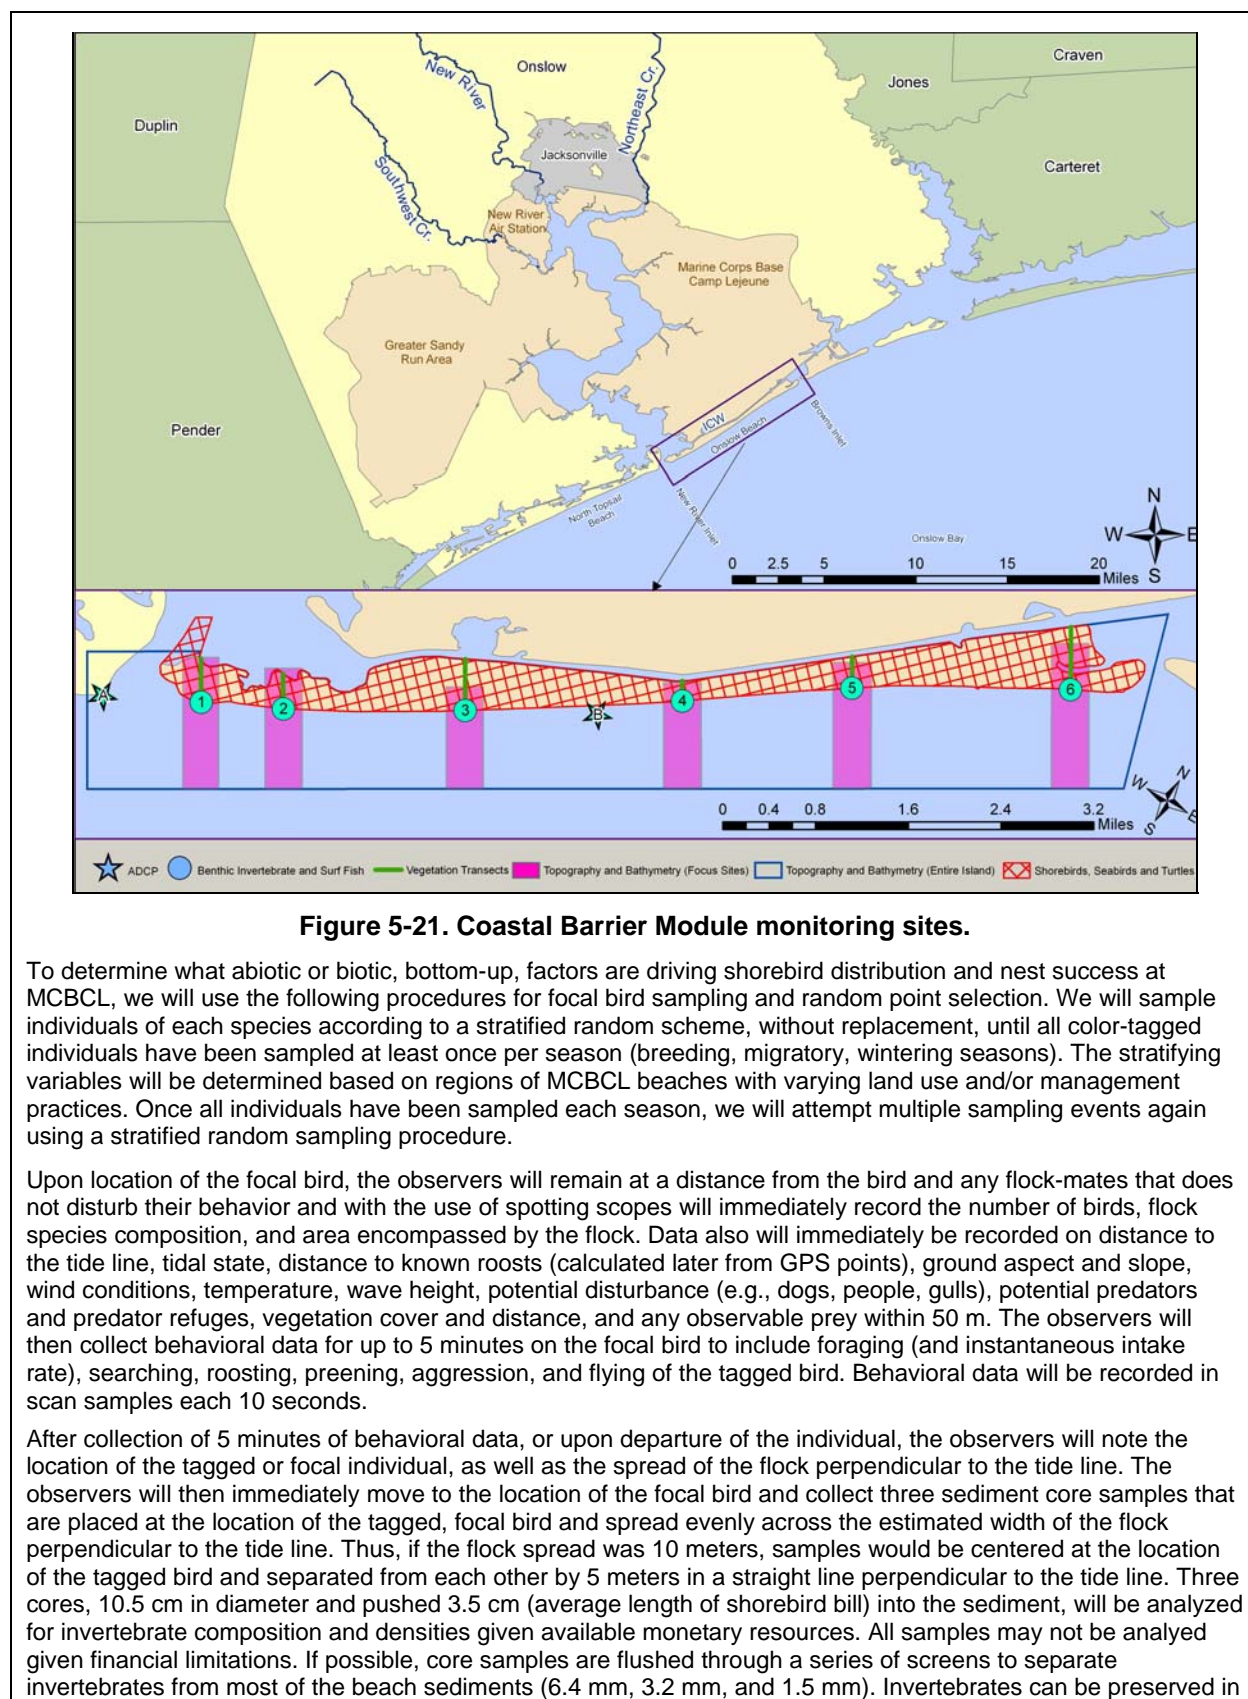 Craven
Onslow
New River
Northeast Cr.
Jones
Duplin
Jacksonville
Carteret
Southwest Cr.
New River
Air Station
Marine Corps Base
Camp Lejeune
Greater Sandy
Run Area
Pender
ICW
Onslow Beach
Browns Inlet
New River Inlet
North Topsail
Beach
Onslow Bay
N
W E
S
0 2.5 5 10 15 20
Miles
A
1
2
3
B
4
5
6
N
W
E
S
0 0.4 0.8 1.6 2.4 3.2
Miles
ADCP Benthic Invertebrate and Surf Fish Vegetation Transects Topography and Bathymetry (Focus Sites) Topography and Bathymetry (Entire Island) Shorebirds, Seabirds and Turtles
Figure 5-21. Coastal Barrier Module monitoring sites.
To determine what abiotic or biotic, bottom-up, factors are driving shorebird distribution and nest success at
MCBCL, we will use the following procedures for focal bird sampling and random point selection. We will sample
individuals of each species according to a stratified random scheme, without replacement, until all color-tagged
individuals have been sampled at least once per season (breeding, migratory, wintering seasons). The stratifying
variables will be determined based on regions of MCBCL beaches with varying land use and/or management
practices. Once all individuals have been sampled each season, we will attempt multiple sampling events again
using a stratified random sampling procedure.
Upon location of the focal bird, the observers will remain at a distance from the bird and any flock-mates that does
not disturb their behavior and with the use of spotting scopes will immediately record the number of birds, flock
species composition, and area encompassed by the flock. Data also will immediately be recorded on distance to
the tide line, tidal state, distance to known roosts (calculated later from GPS points), ground aspect and slope,
wind conditions, temperature, wave height, potential disturbance (e.g., dogs, people, gulls), potential predators
and predator refuges, vegetation cover and distance, and any observable prey within 50 m. The observers will
then collect behavioral data for up to 5 minutes on the focal bird to include foraging (and instantaneous intake
rate), searching, roosting, preening, aggression, and flying of the tagged bird. Behavioral data will be recorded in
scan samples each 10 seconds.
After collection of 5 minutes of behavioral data, or upon departure of the individual, the observers will note the
location of the tagged or focal individual, as well as the spread of the flock perpendicular to the tide line. The
observers will then immediately move to the location of the focal bird and collect three sediment core samples that
are placed at the location of the tagged, focal bird and spread evenly across the estimated width of the flock
perpendicular to the tide line. Thus, if the flock spread was 10 meters, samples would be centered at the location
of the tagged bird and separated from each other by 5 meters in a straight line perpendicular to the tide line. Three
cores, 10.5 cm in diameter and pushed 3.5 cm (average length of shorebird bill) into the sediment, will be analyzed
for invertebrate composition and densities given available monetary resources. All samples may not be analyed
given financial limitations. If possible, core samples are flushed through a series of screens to separate
invertebrates from most of the beach sediments (6.4 mm, 3.2 mm, and 1.5 mm). Invertebrates can be preserved in